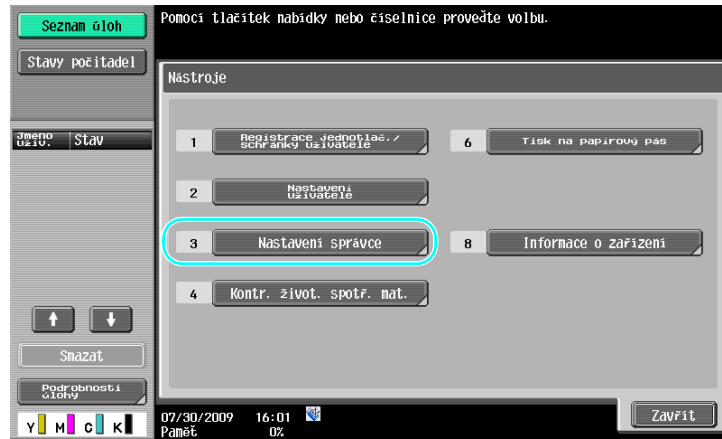 Seznam úloh
Pomocí tlačítek nabídky nebo číselnice proveďte volbu.
Stavy počitadel
Nástroje
Jméno uživ.
Stav
1 Registrace jednotlač./ schránky uživatele
6 Tisk na papírový pás
2 Nastavení uživatele
3 Nastavení správce
8 Informace o zařízení
4 Kontr. život. spotř. mat.
Smazat
Podrobnosti úlohy
Y M C K
07/30/2009 16:01
Paměť 0%
Zavřít